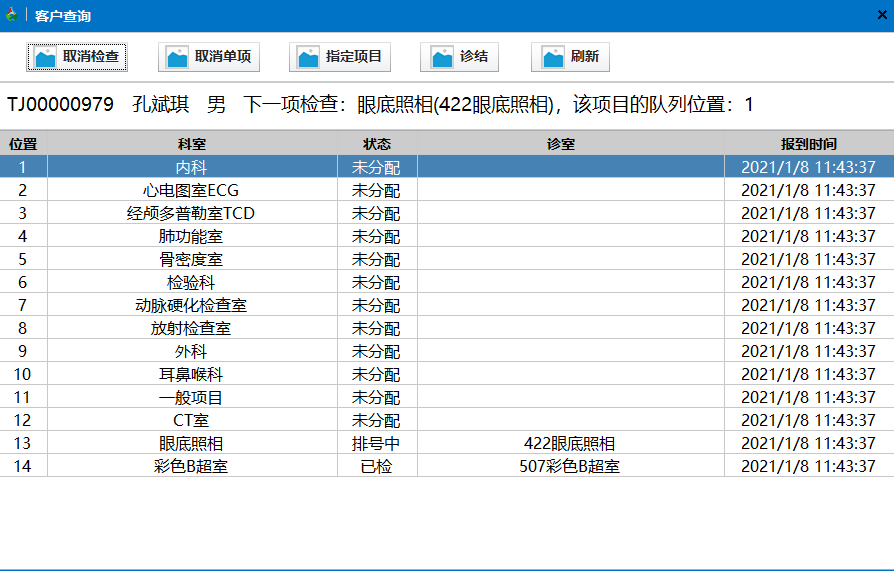 客户查询
取消检查 取消单项 指定项目 诊结 刷新
TJ00000979 孔斌琪 男 下一项检查：眼底照相(422眼底照相)，该项目的队列位置：1
位置 科室 状态 诊室 报到时间
1 内科 未分配 2021/1/8 11:43:37
2 心电图室ECG 未分配 2021/1/8 11:43:37
3 经颅多普勒室TCD 未分配 2021/1/8 11:43:37
4 肺功能室 未分配 2021/1/8 11:43:37
5 骨密度室 未分配 2021/1/8 11:43:37
6 检验科 未分配 2021/1/8 11:43:37
7 动脉硬化检查室 未分配 2021/1/8 11:43:37
8 放射检查室 未分配 2021/1/8 11:43:37
9 外科 未分配 2021/1/8 11:43:37
10 耳鼻喉科 未分配 2021/1/8 11:43:37
11 一般项目 未分配 2021/1/8 11:43:37
12 CT室 未分配 2021/1/8 11:43:37
13 眼底照相 排号中 422眼底照相 2021/1/8 11:43:37
14 彩色B超室 已检 507彩色B超室 2021/1/8 11:43:37